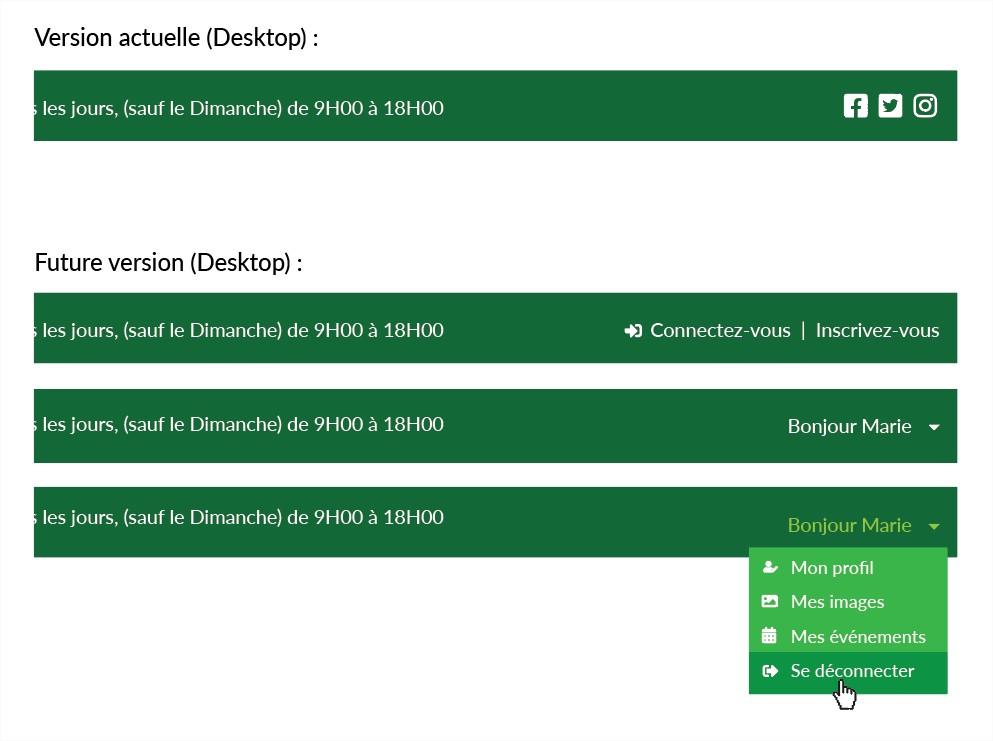 Version actuelle (Desktop) :
les jours, (sauf le Dimanche) de 9H00 à 18H00
Future version (Desktop) :
les jours, (sauf le Dimanche) de 9H00 à 18H00
Connectez-vous | Inscrivez-vous
les jours, (sauf le Dimanche) de 9H00 à 18H00
Bonjour Marie
les jours, (sauf le Dimanche) de 9H00 à 18H00
Bonjour Marie
Mon profil
Mes images
Mes événements
Se déconnecter